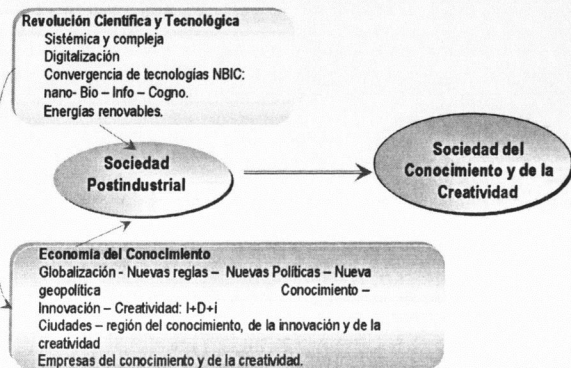 Revolución Científica y Tecnológica
Sistémica y compleja
Digitalización
Convergencia de tecnologías NBIC:
nano- Bio – Info – Cogno.
Energías renovables.
Sociedad
Postindustrial
Sociedad del
Conocimiento y de la
Creatividad
Economía del Conocimiento
Globalización - Nuevas reglas – Nuevas Políticas – Nueva
geopolítica Conocimiento –
Innovación – Creatividad: I+D+i
Ciudades – región del conocimiento, de la innovación y de la
creatividad
Empresas del conocimiento y de la creatividad.